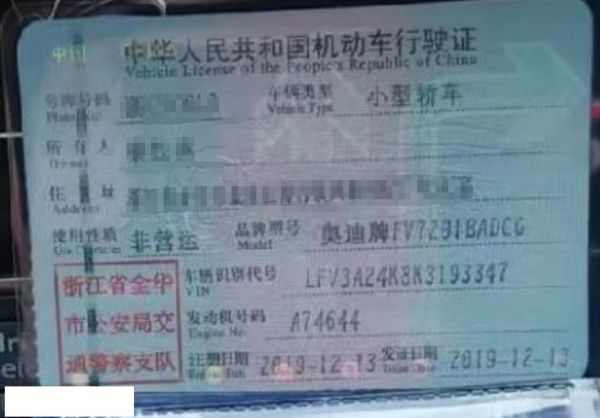 中国
中华人民共和国机动车行驶证
Vehicle License of the People's Republic of China
号牌号码 车辆类型 小型轿车
Vehicle Type
所有人
Owner
住址
Address
使用性质 非营运 品牌型号 奥迪牌FV7201BADCG
Model
浙江省金华 车辆识别代号 LFV3A24K8K3193347
VIN
市公安局交 发动机号码 A74644
Engine No.
通警察支队 注册日期 2019-12-13 发证日期 2019-12-13
Issue Date